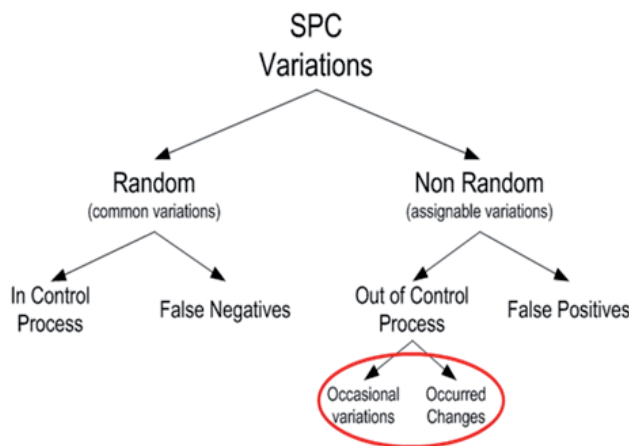 SPC
Variations
Random
(common variations)
Non Random
(assignable variations)
In Control
Process
False Negatives
Out of Control
Process
False Positives
Occasional
variations
Occurred
Changes